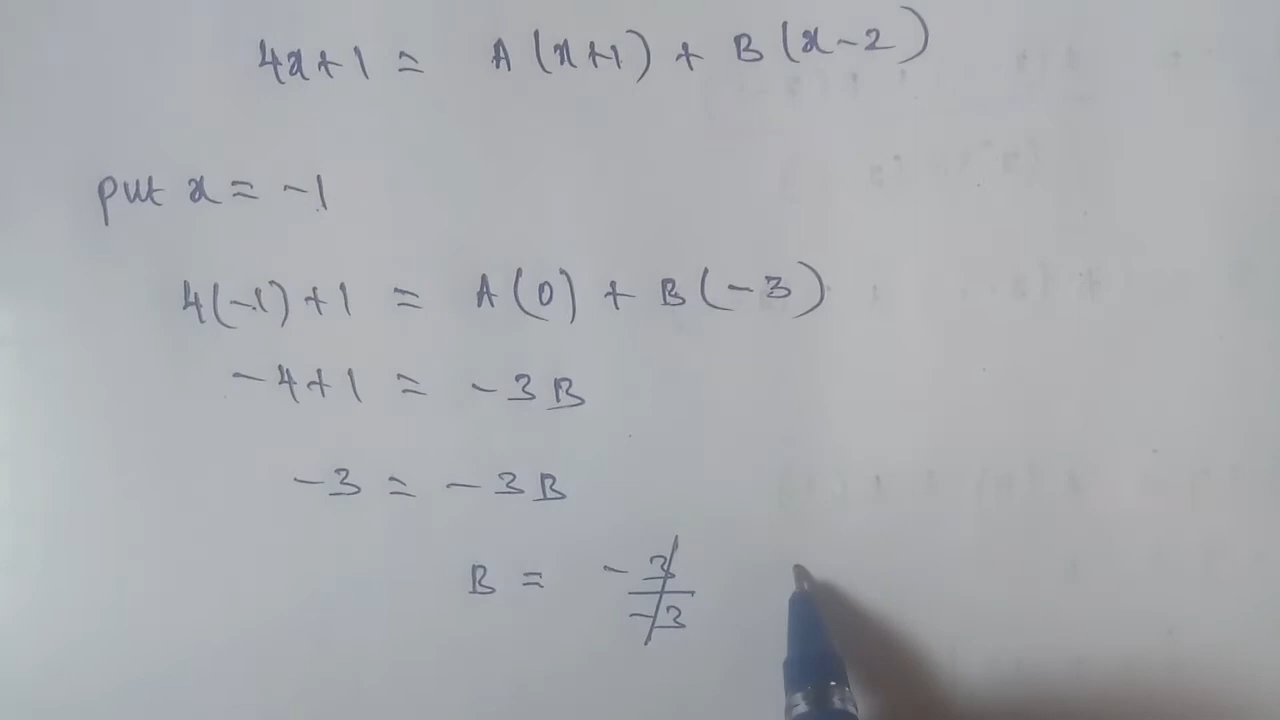 4x+1 = A(x+1) + B(x-2)
put x = -1
4(-1)+1 = A(0) + B(-3)
-4+1 = -3B
-3 = -3B
B = -3/-3